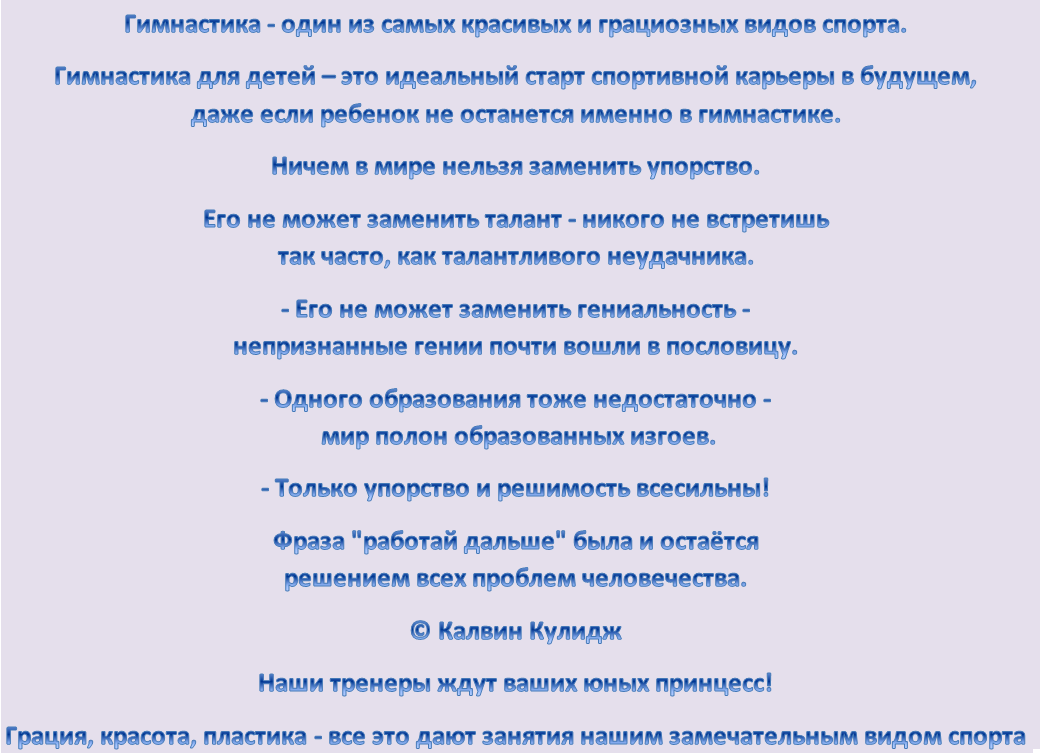 Гимнастика - один из самых красивых и грациозных видов спорта.
Гимнастика для детей – это идеальный старт спортивной карьеры в будущем,
даже если ребенок не останется именно в гимнастике.
Ничем в мире нельзя заменить упорство.
Его не может заменить талант - никого не встретишь
так часто, как талантливого неудачника.
- Его не может заменить гениальность -
непризнанные гении почти вошли в пословицу.
- Одного образования тоже недостаточно -
мир полон образованных изгоев.
- Только упорство и решимость всесильны!
Фраза "работай дальше" была и остаётся
решением всех проблем человечества.
© Калвин Кулидж
Наши тренеры ждут ваших юных принцесс!
Грация, красота, пластика - все это дают занятия нашим замечательным видом спорта